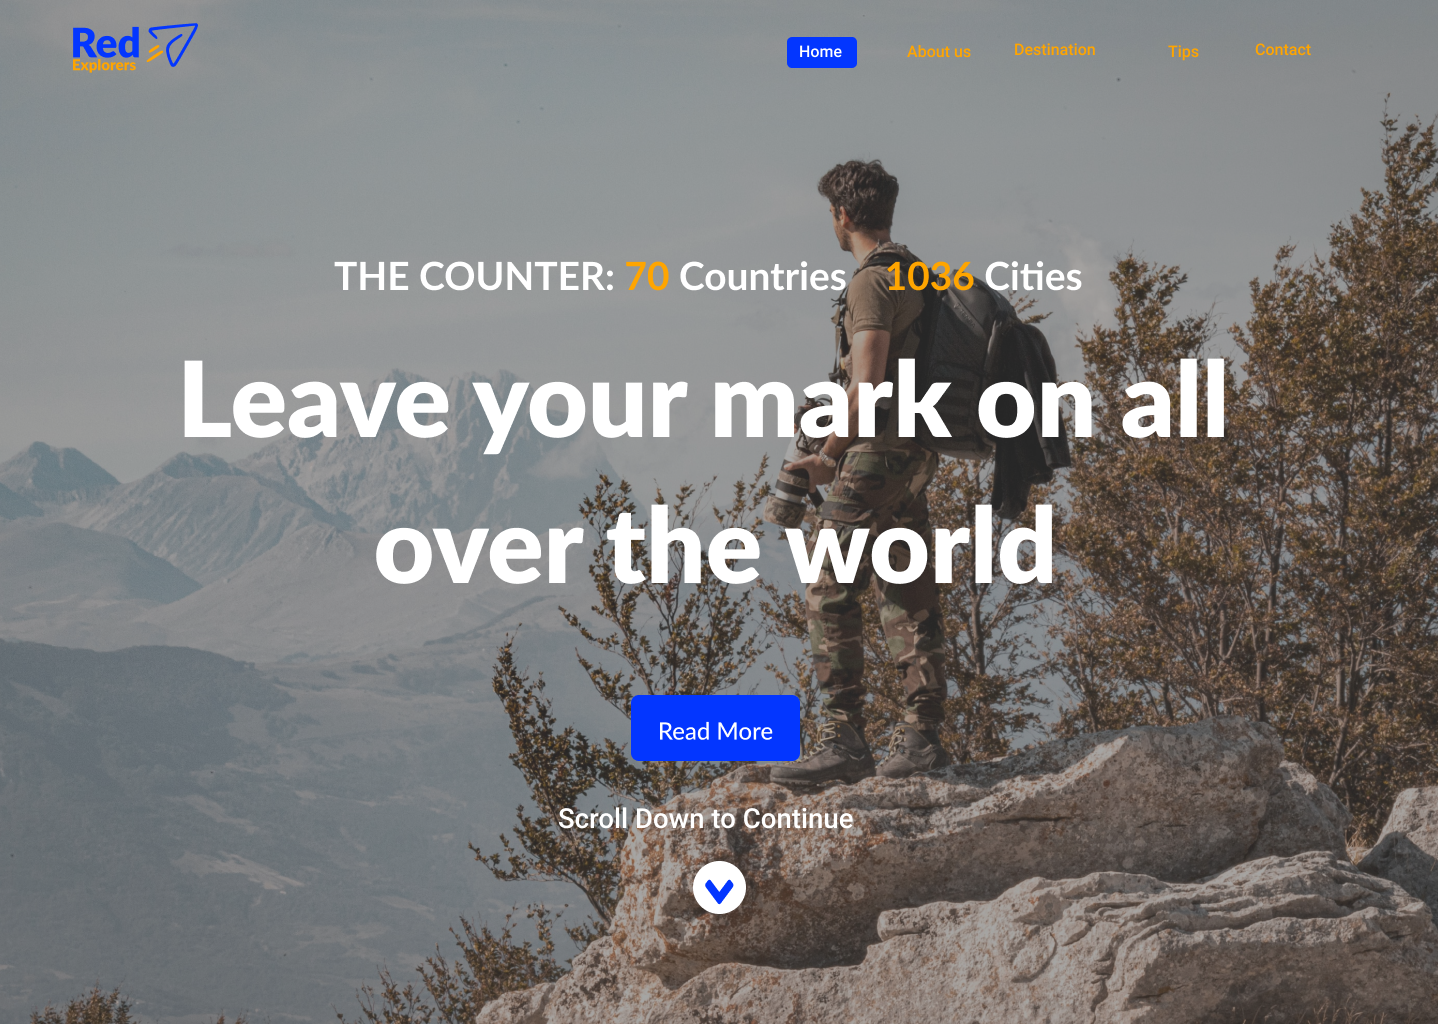 Red
Explorers
Home About us Destination Tips Contact
THE COUNTER: 70 Countries 1036 Cities
Leave your mark on all
over the world
Read More
Scroll Down to Continue